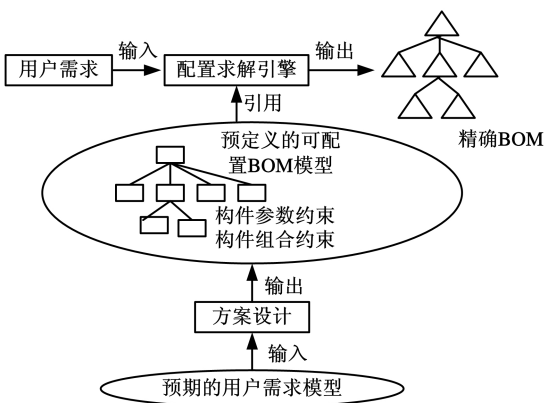 用户需求
输入
配置求解引擎
输出
精确BOM
引用
预定义的可配
置BOM模型
构件参数约束
构件组合约束
输出
方案设计
输入
预期的用户需求模型